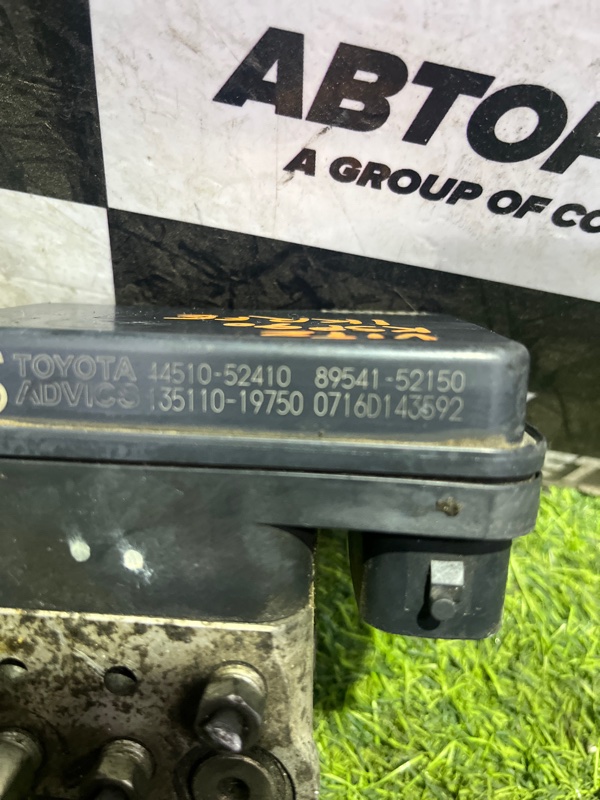 АВТОР
A GROUP OF CO
TOYOTA 44510-52410 89541-52150
ADVICS 135110-19750 0716D143592